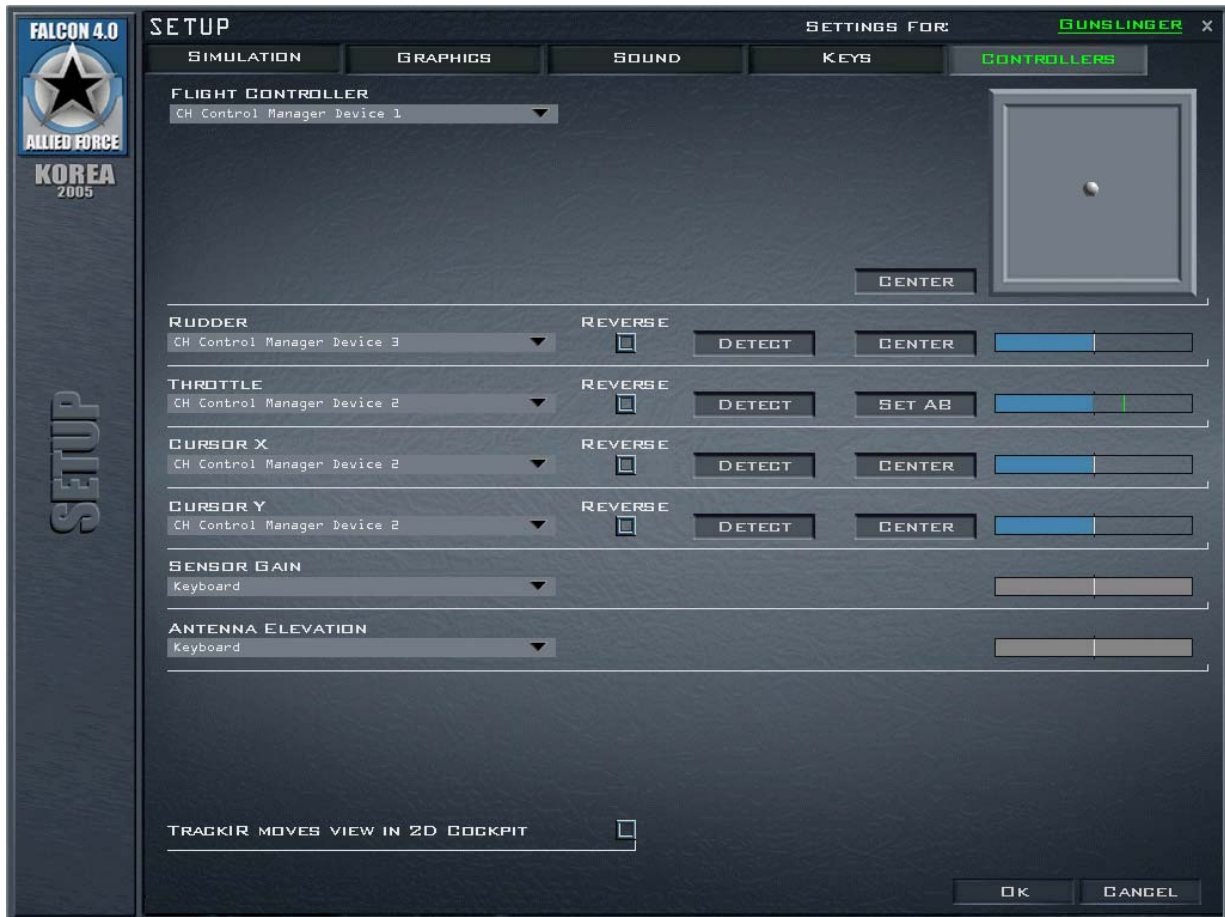 FALCON 4.0
ALLIED FORCE
KOREA
2005
SETUP
SETUP
SETTINGS FOR:
GUNSLINGER
X
SIMULATION
GRAPHICS
SOUND
KEYS
CONTROLLERS
FLIGHT CONTROLLER
CH Control Manager Device 1
CENTER
RUDDER
REVERSE
CH Control Manager Device 3
DETECT
CENTER
THROTTLE
REVERSE
CH Control Manager Device 2
DETECT
SET AB
CURSOR X
REVERSE
CH Control Manager Device 2
DETECT
CENTER
CURSOR Y
REVERSE
CH Control Manager Device 2
DETECT
CENTER
SENSOR GAIN
Keyboard
ANTENNA ELEVATION
Keyboard
TRACKIR MOVES VIEW IN 2D COCKPIT
OK
CANCEL